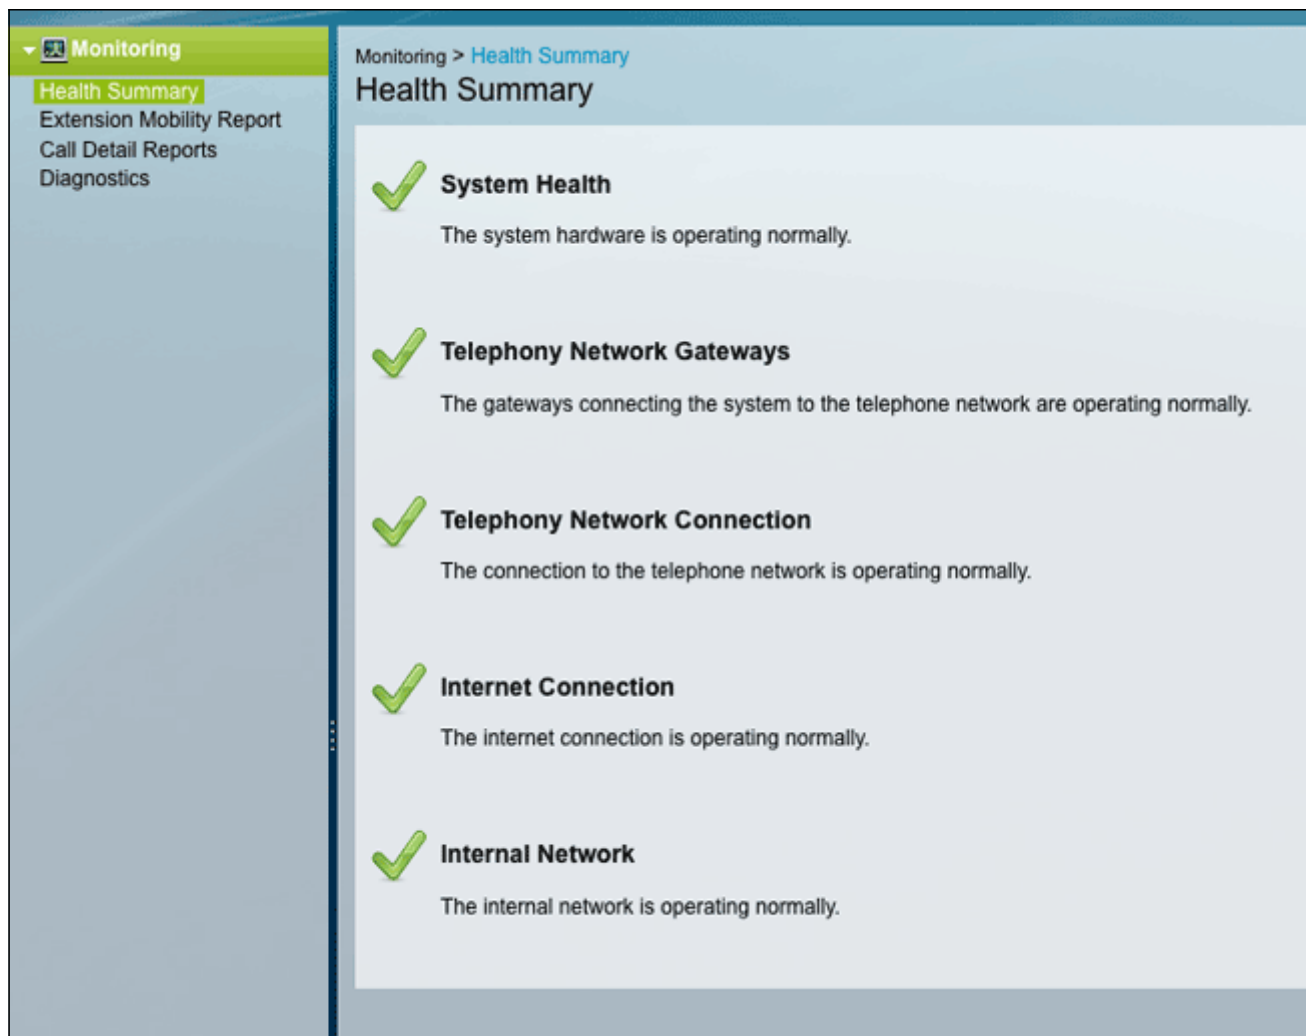 Monitoring
Health Summary
Extension Mobility Report
Call Detail Reports
Diagnostics
Monitoring > Health Summary
Health Summary
System Health
The system hardware is operating normally.
Telephony Network Gateways
The gateways connecting the system to the telephone network are operating normally.
Telephony Network Connection
The connection to the telephone network is operating normally.
Internet Connection
The internet connection is operating normally.
Internal Network
The internal network is operating normally.